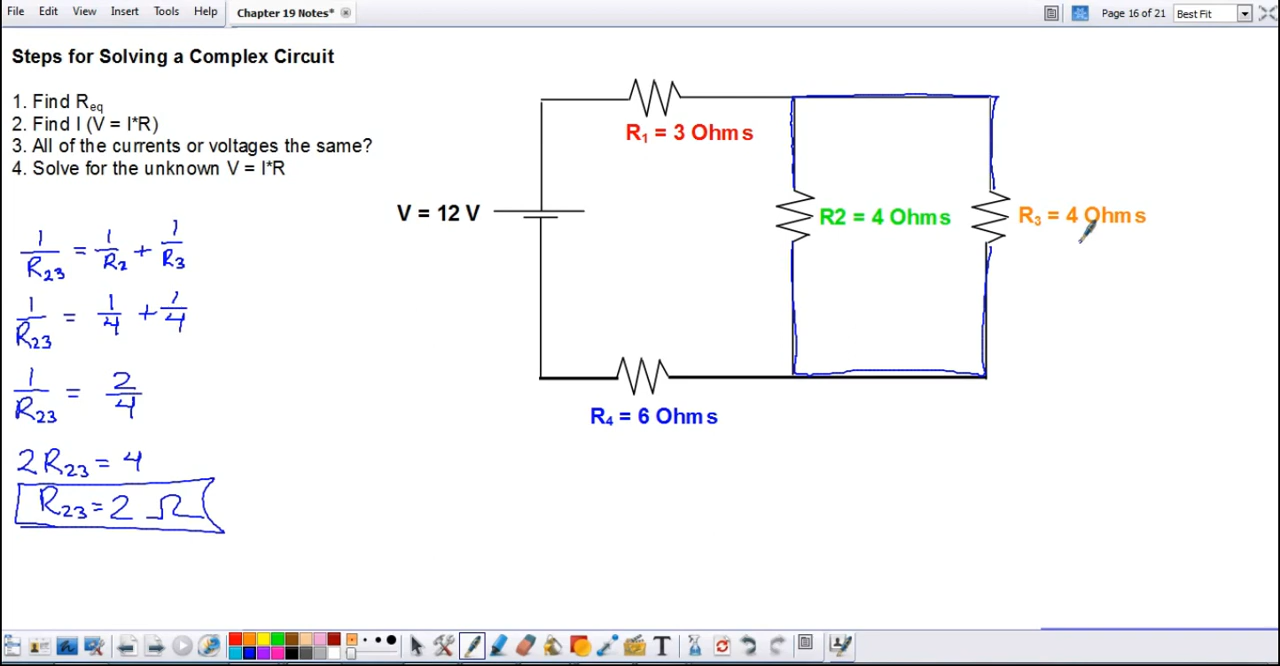 File Edit View Insert Tools Help Chapter 19 Notes* Page 16 of 21 Best Fit
Steps for Solving a Complex Circuit
1. Find Req
2. Find I (V = I*R)
3. All of the currents or voltages the same?
4. Solve for the unknown V = I*R
R₁ = 3 Ohms
V = 12 V
R2 = 4 Ohms
R₃ = 4 Ohms
R₄ = 6 Ohms
1/R₂₃ = 1/R₂ + 1/R₃
1/R₂₃ = 1/4 + 1/4
1/R₂₃ = 2/4
2R₂₃ = 4
R₂₃ = 2 Ω
T